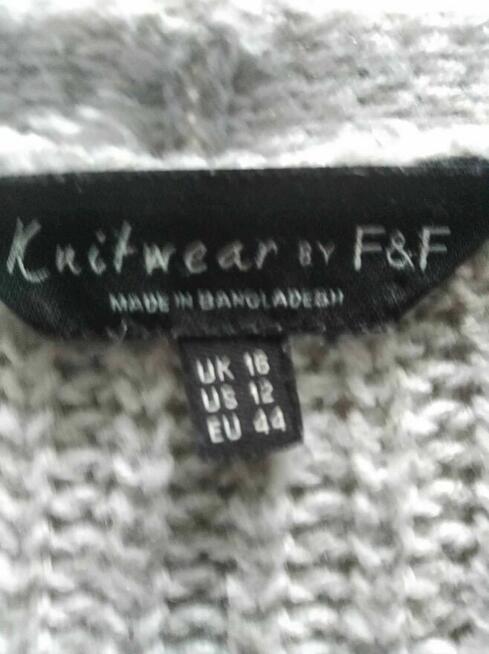 Knitwear BY F&F
MADE IN BANGLADESH
UK 16
US 12
EU 44